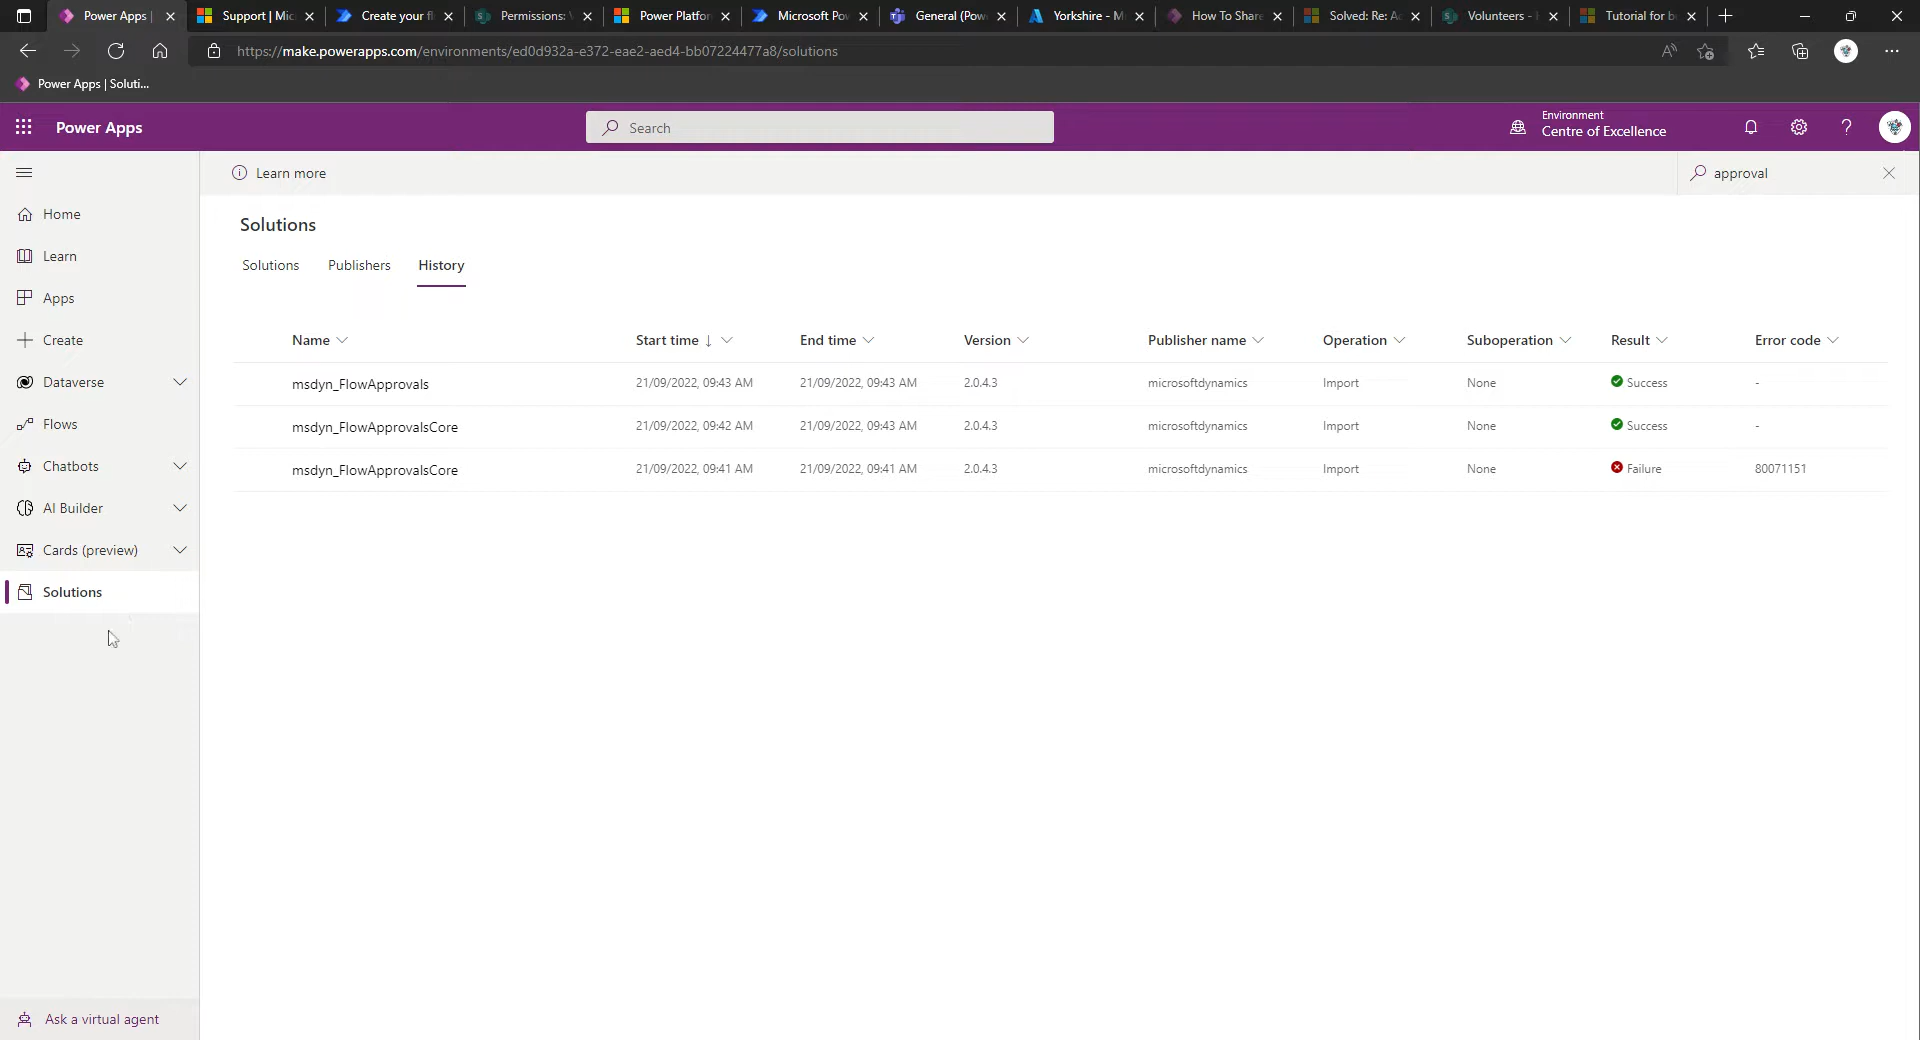 Power Apps |
Support | Mic
Create your fl
Permissions: V
Power Platfor
Microsoft Pow
General (Powe
Yorkshire - M
How To Share
Solved: Re: A
Volunteers -
Tutorial for b
https://make.powerapps.com/environments/ed0d932a-e372-eae2-aed4-bb07224477a8/solutions
Power Apps | Soluti...
Power Apps
Search
Environment
Centre of Excellence
Learn more
approval
Home
Learn
Apps
Create
Dataverse
Flows
Chatbots
AI Builder
Cards (preview)
Solutions
Ask a virtual agent
Solutions
Solutions Publishers History
Name Start time End time Version Publisher name Operation Suboperation Result Error code
msdyn_FlowApprovals 21/09/2022, 09:43 AM 21/09/2022, 09:43 AM 2.0.4.3 microsoftdynamics Import None Success -
msdyn_FlowApprovalsCore 21/09/2022, 09:42 AM 21/09/2022, 09:43 AM 2.0.4.3 microsoftdynamics Import None Success -
msdyn_FlowApprovalsCore 21/09/2022, 09:41 AM 21/09/2022, 09:41 AM 2.0.4.3 microsoftdynamics Import None Failure 80071151